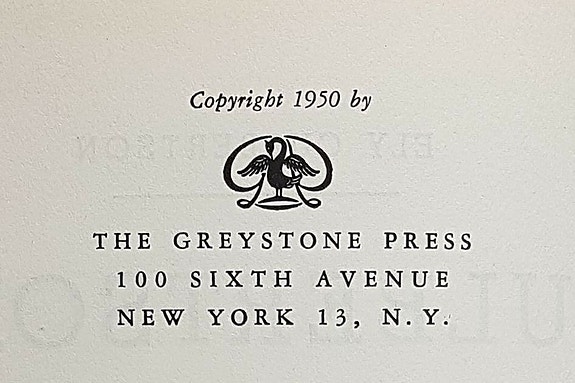 Copyright 1950 by
THE GREYSTONE PRESS
100 SIXTH AVENUE
NEW YORK 13, N.Y.